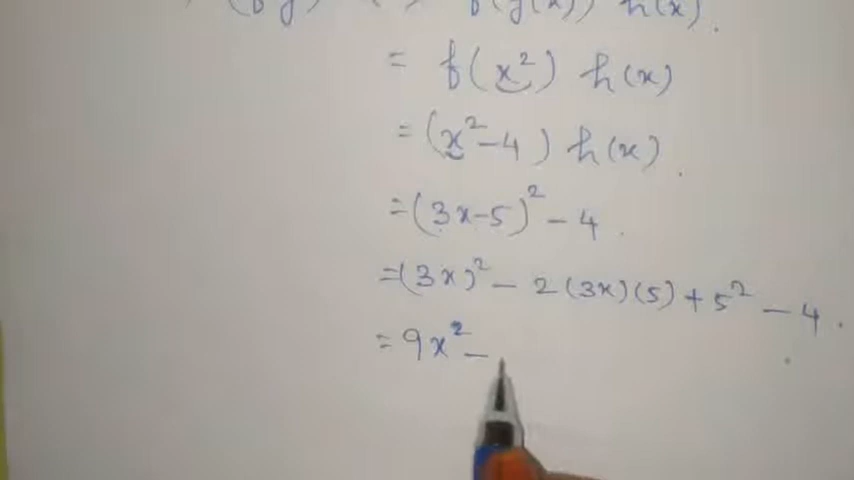 f(g(x)) h(x).
= f(x²) h(x)
= (x²-4) h(x).
= (3x-5)² - 4.
= (3x)² - 2(3x)(5) + 5² - 4.
= 9x² -